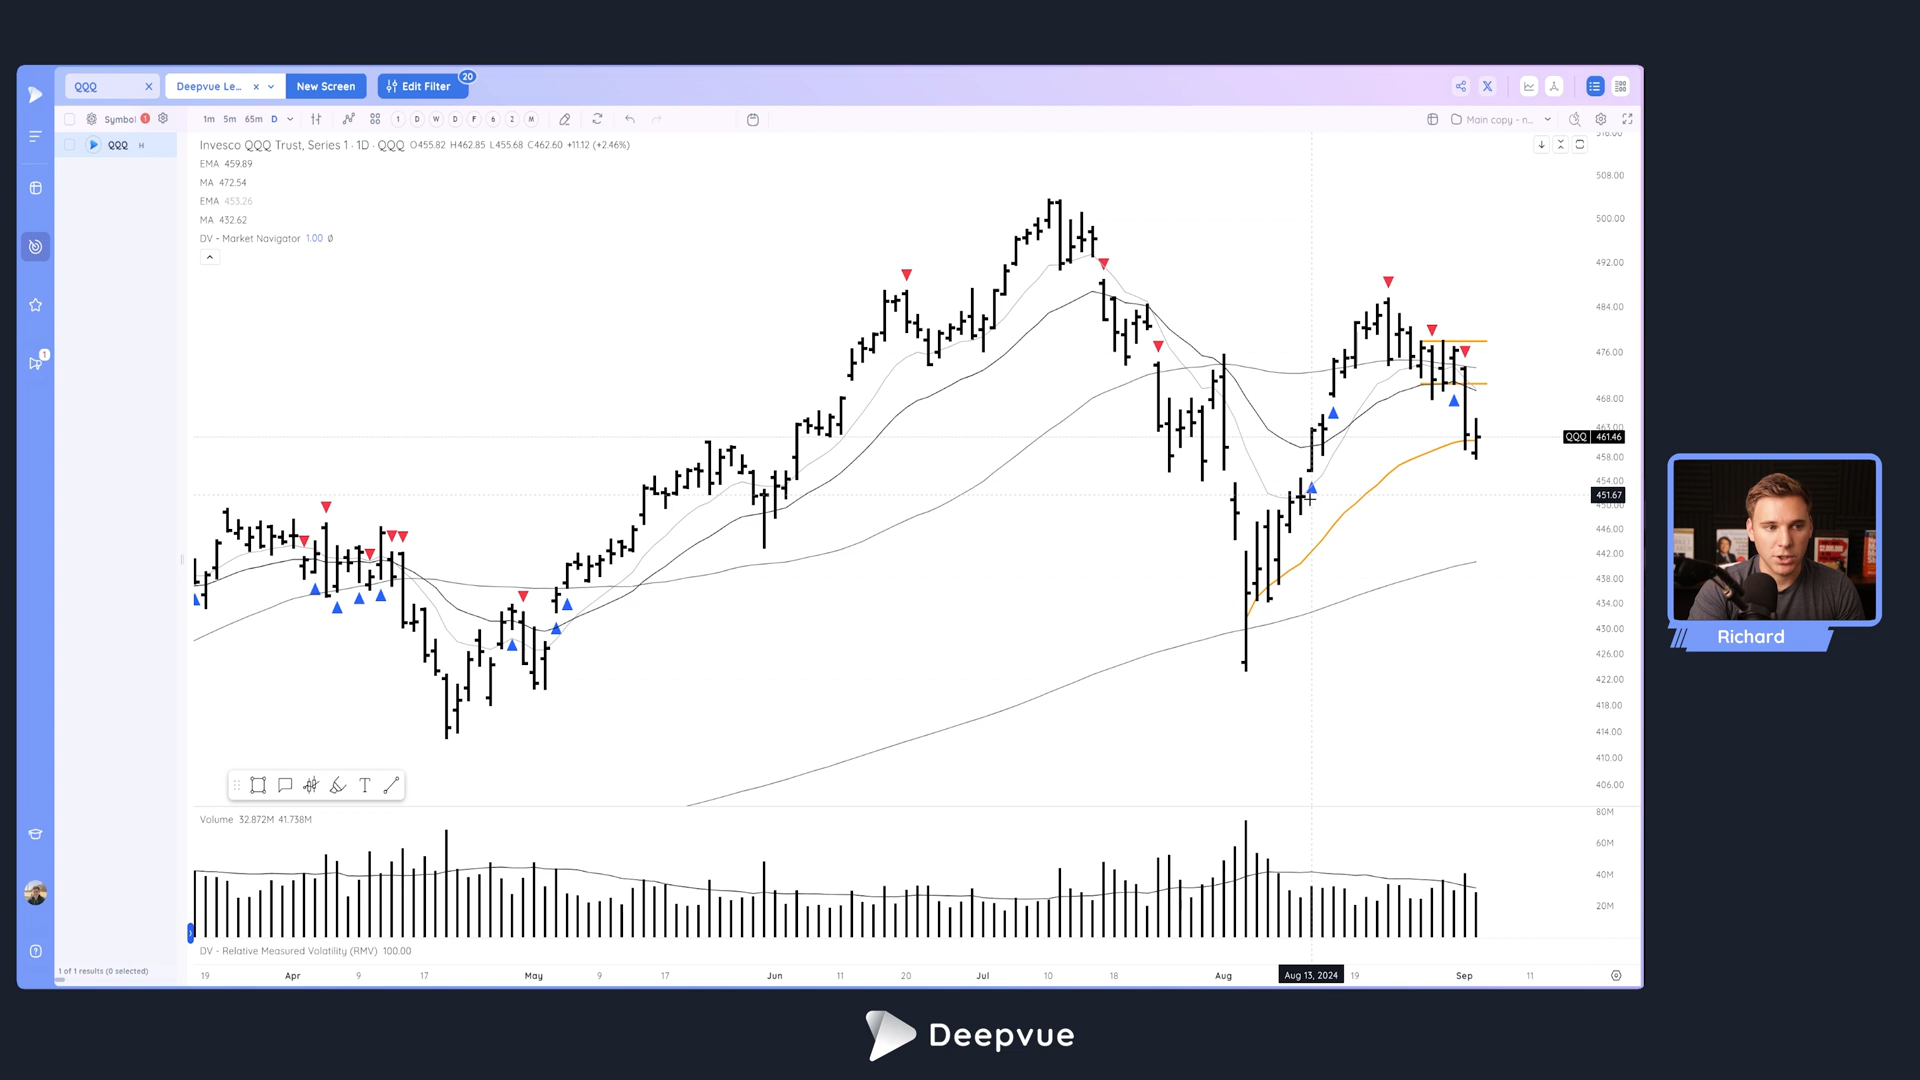 QQQ
Deepvue Le...
New Screen
Edit Filter
20
Symbol
1
1m 5m 65m D
1 D W D F 6 2 M
Main copy - n...
QQQ H
Invesco QQQ Trust, Series 1 · 1D · QQQ O455.82 H462.85 L455.68 C462.60 +11.12 (+2.46%)
EMA 459.89
MA 472.54
EMA 453.26
MA 432.62
DV - Market Navigator 1.00 Ø
508.00
500.00
492.00
484.00
476.00
468.00
QQQ 461.46
458.00
454.00
451.67
446.00
442.00
438.00
434.00
430.00
426.00
422.00
418.00
414.00
410.00
406.00
1
T
Volume 32.872M 41.738M
80M
60M
40M
20M
DV - Relative Measured Volatility (RMV) 100.00
1 of 1 results (0 selected)
19 Apr 9 17 May 9 17 Jun 11 20 Jul 10 18 Aug Aug 13, 2024 19 Sep 11
Richard
Deepvue